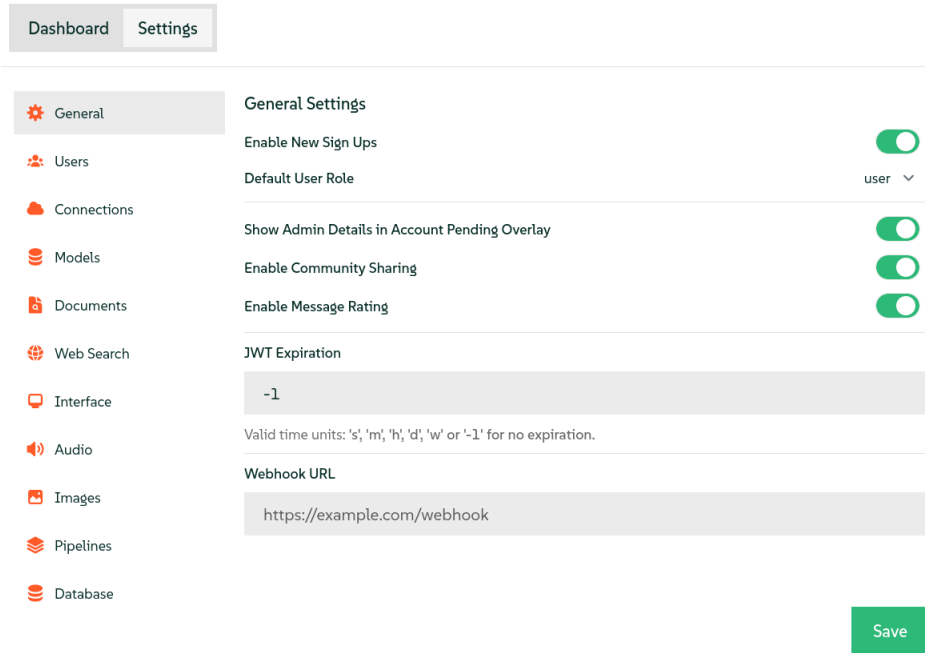 Dashboard Settings
General
Users
Connections
Models
Documents
Web Search
Interface
Audio
Images
Pipelines
Database
General Settings
Enable New Sign Ups
Default User Role user
Show Admin Details in Account Pending Overlay
Enable Community Sharing
Enable Message Rating
JWT Expiration
-1
Valid time units: 's', 'm', 'h', 'd', 'w' or '-1' for no expiration.
Webhook URL
https://example.com/webhook
Save